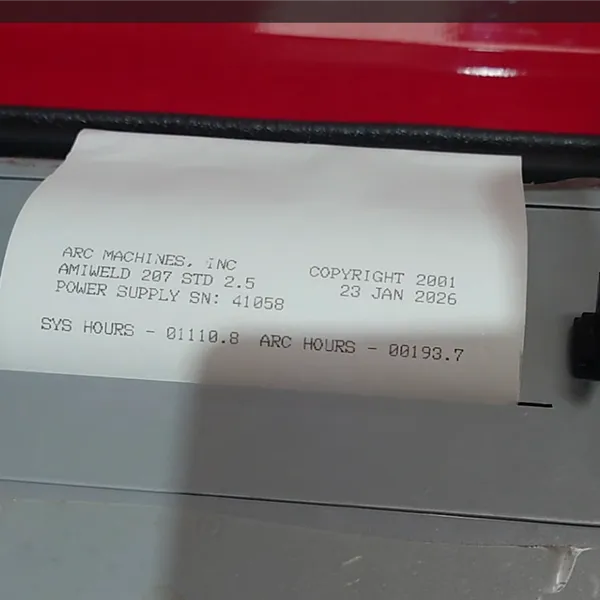 ARC MACHINES, INC
AMIWELD 207 STD 2.5 COPYRIGHT 2001
POWER SUPPLY SN: 41058 23 JAN 2026
SYS HOURS - 01110.8 ARC HOURS - 00193.7